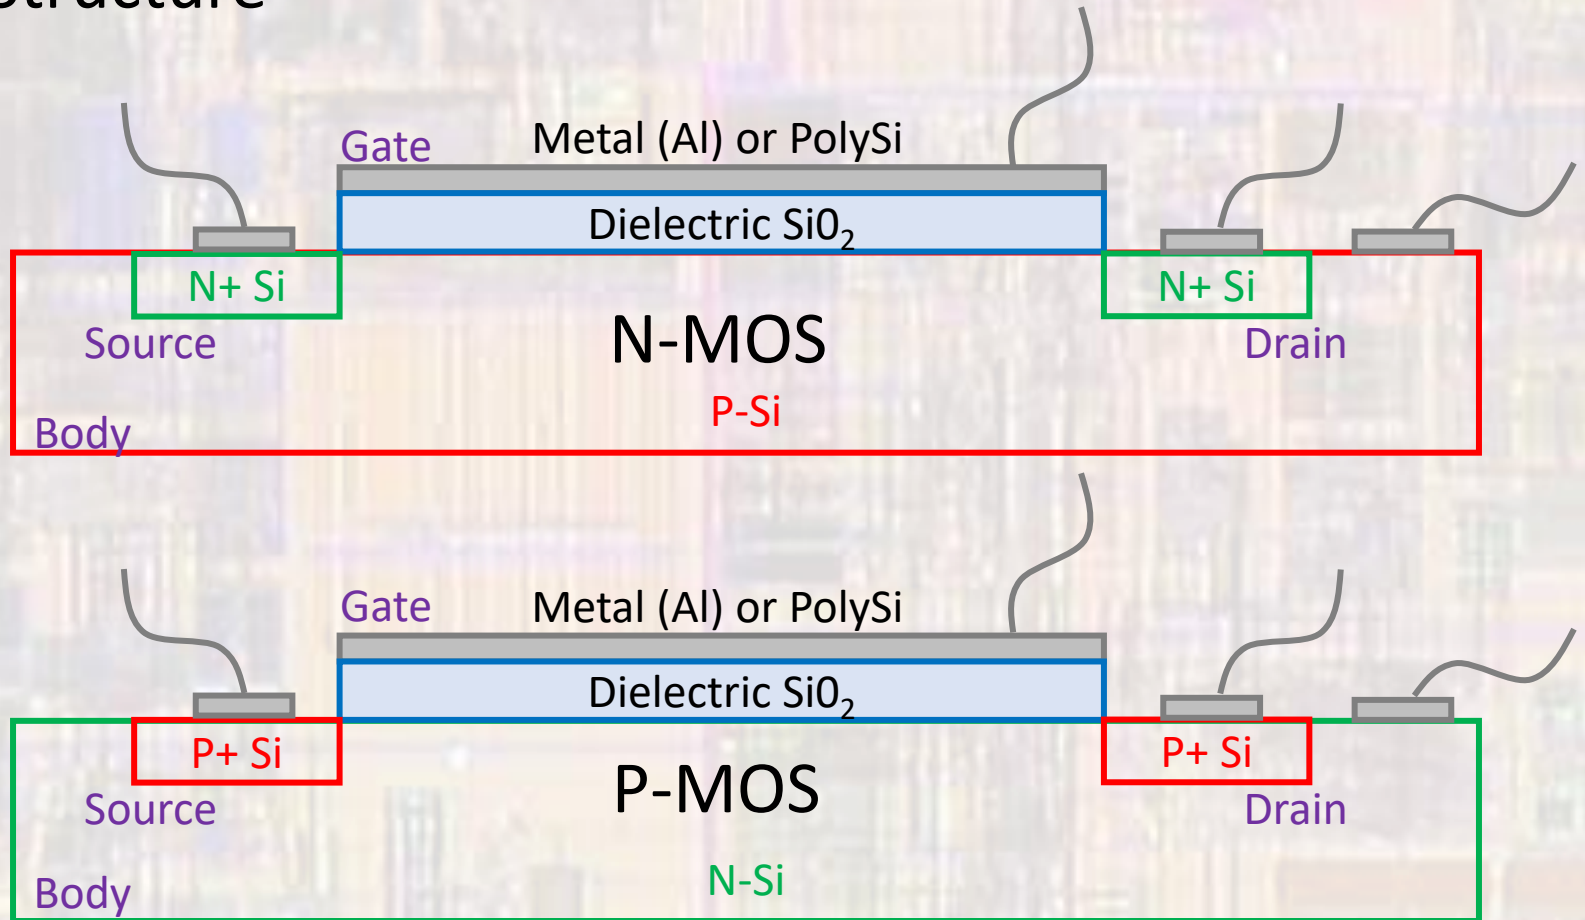 Structure
Gate
Metal (Al) or PolySi
Dielectric Si0₂
N+ Si
N+ Si
Source
N-MOS
Drain
P-Si
Body
Gate
Metal (Al) or PolySi
Dielectric Si0₂
P+ Si
P+ Si
Source
P-MOS
Drain
N-Si
Body